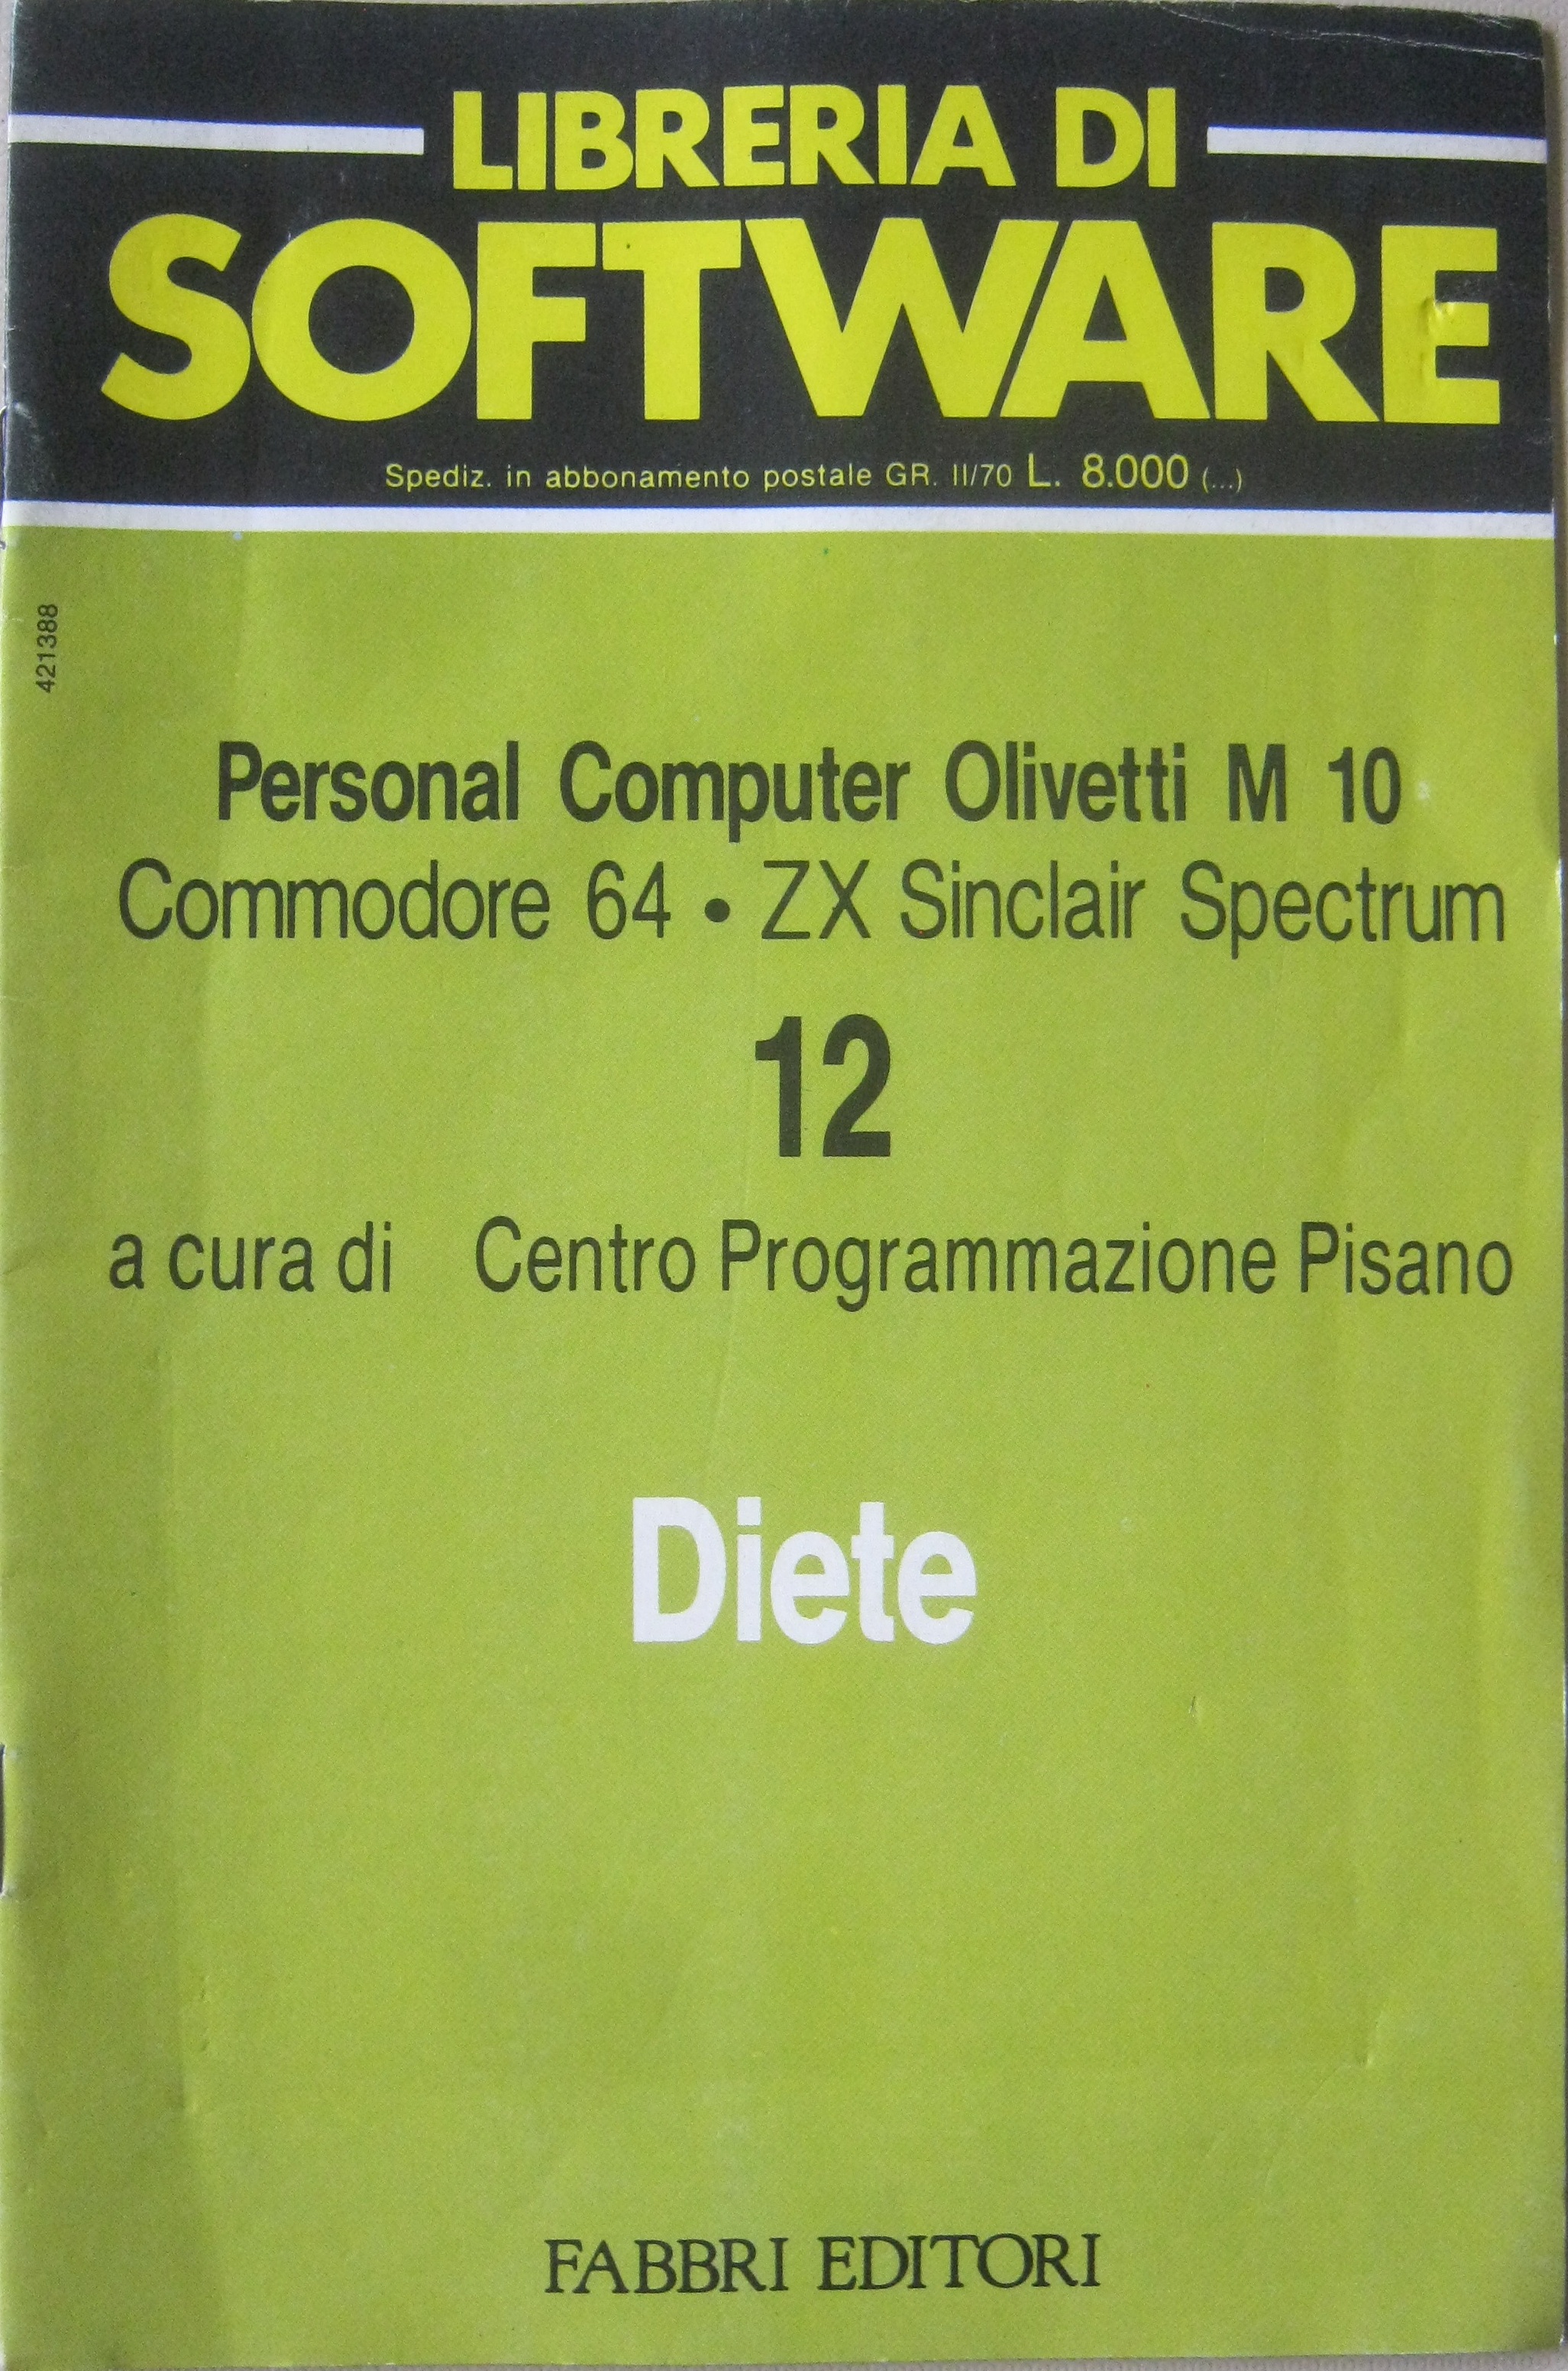 LIBRERIA DI
SOFTWARE
Spediz. in abbonamento postale GR. II/70 L. 8.000 (...)
421388
Personal Computer Olivetti M 10
Commodore 64 • ZX Sinclair Spectrum
12
a cura di Centro Programmazione Pisano
Diete
FABBRI EDITORI